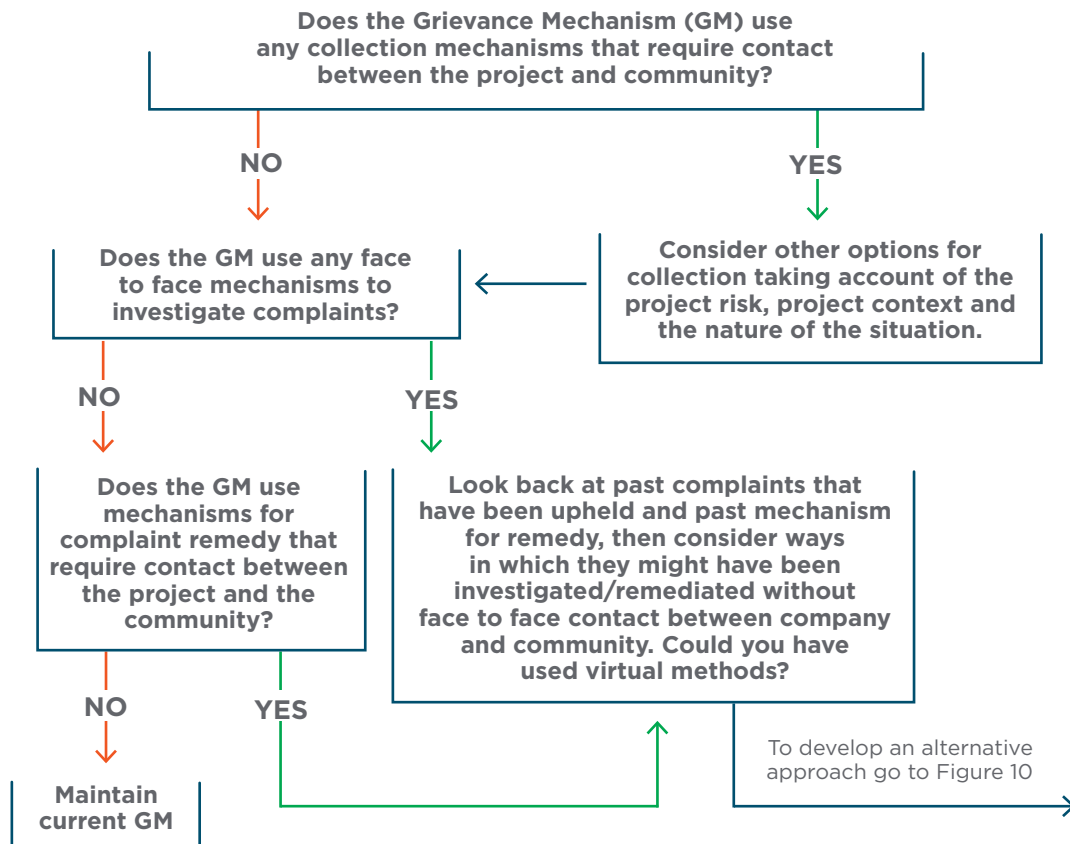 Does the Grievance Mechanism (GM) use
any collection mechanisms that require contact
between the project and community?
NO
YES
Does the GM use any face
to face mechanisms to
investigate complaints?
Consider other options for
collection taking account of the
project risk, project context and
the nature of the situation.
NO
YES
Does the GM use
mechanisms for
complaint remedy that
require contact between
the project and the
community?
Look back at past complaints that
have been upheld and past mechanism
for remedy, then consider ways
in which they might have been
investigated/remediated without
face to face contact between company
and community. Could you have
used virtual methods?
NO
YES
To develop an alternative
approach go to Figure 10
Maintain
current GM